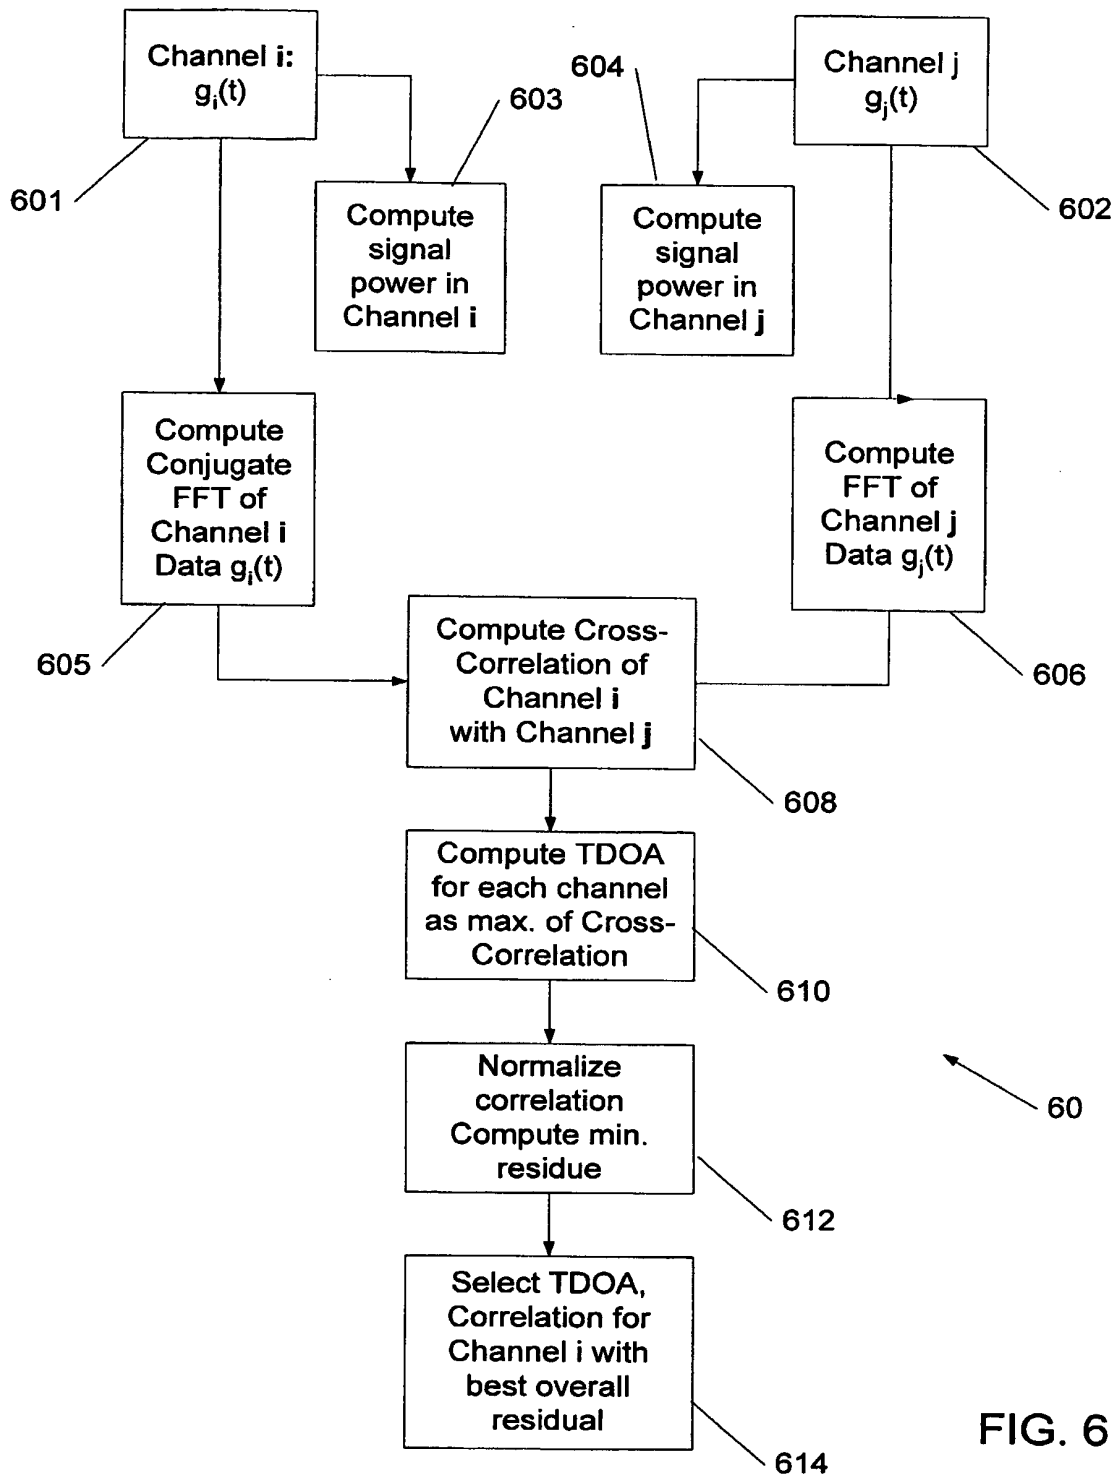 Channel i:
gi(t)
Channel j
gj(t)
604
603
601
602
Compute
signal
power in
Channel i
Compute
signal
power in
Channel j
Compute
Conjugate
FFT of
Channel i
Data gi(t)
Compute
FFT of
Channel j
Data gj(t)
605
606
Compute Cross-
Correlation of
Channel i
with Channel j
608
Compute TDOA
for each channel
as max. of Cross-
Correlation
610
Normalize
correlation
Compute min.
residue
60
612
Select TDOA,
Correlation for
Channel i with
best overall
residual
614
FIG. 6